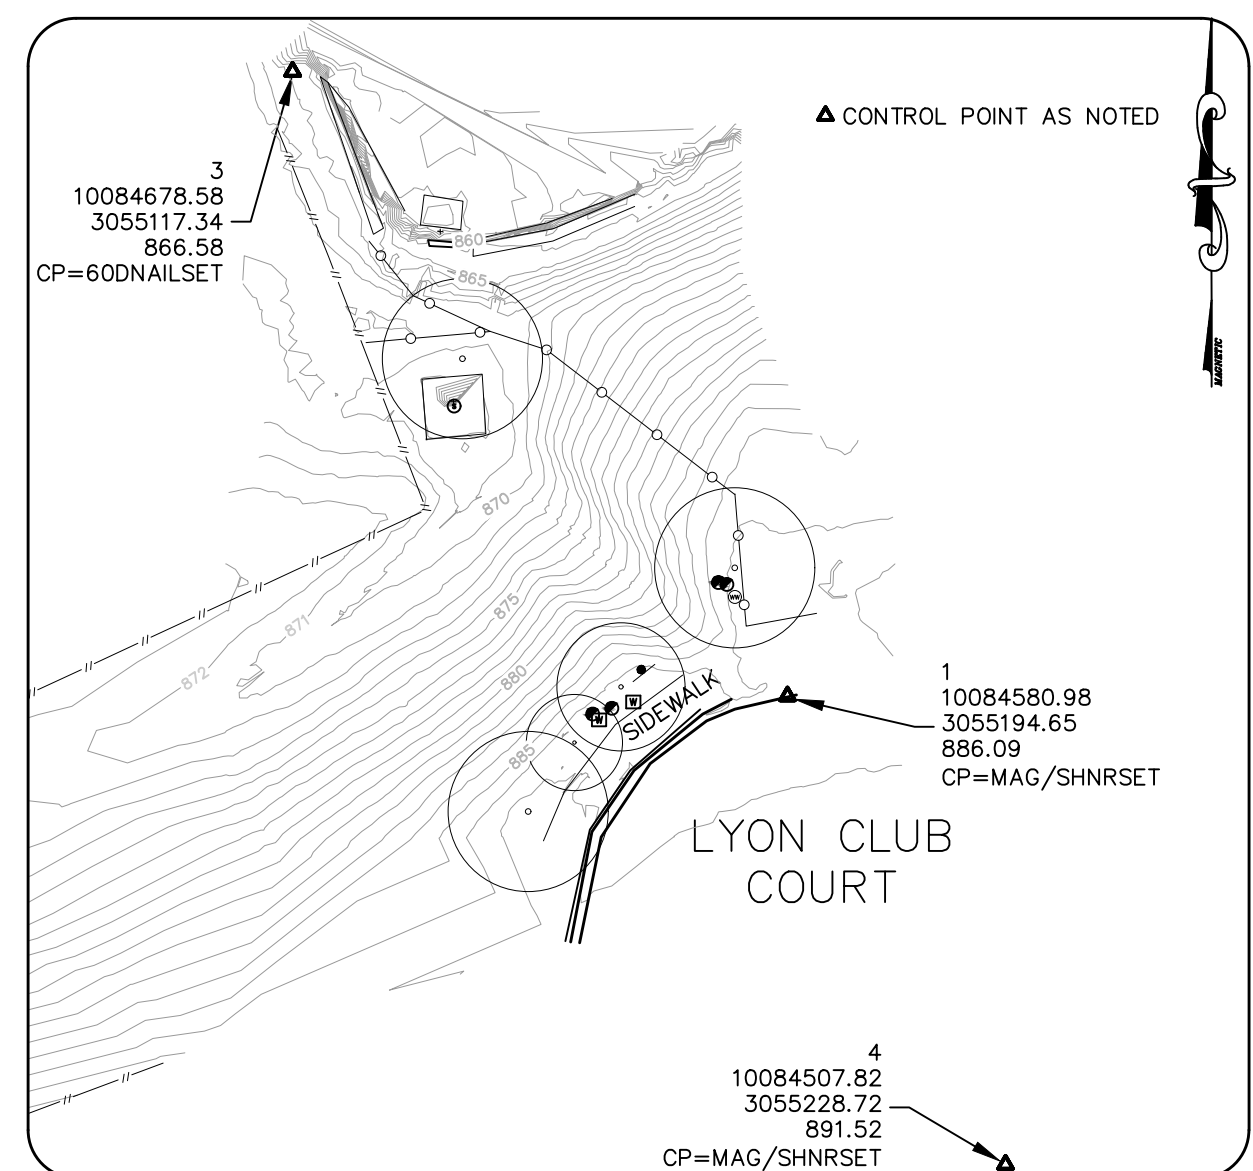 CONTROL POINT AS NOTED
MAGNETIC
3
10084678.58
3055117.34
866.58
CP=60DNAILSET
860
865
870
875
871
872
880
885
W
W
WW
SIDEWALK
1
10084580.98
3055194.65
886.09
CP=MAG/SHNRSET
LYON CLUB
COURT
4
10084507.82
3055228.72
891.52
CP=MAG/SHNRSET